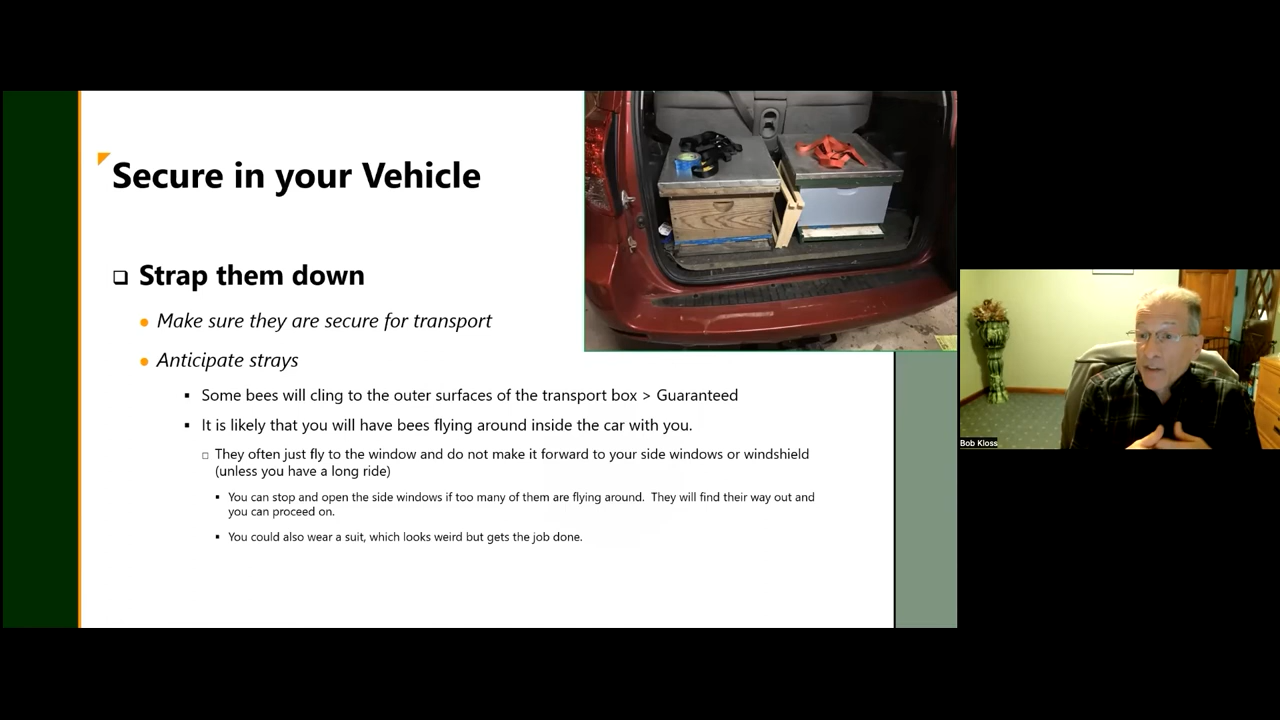 Secure in your Vehicle
❑ Strap them down
● Make sure they are secure for transport
● Anticipate strays
▪ Some bees will cling to the outer surfaces of the transport box > Guaranteed
▪ It is likely that you will have bees flying around inside the car with you.
□ They often just fly to the window and do not make it forward to your side windows or windshield
(unless you have a long ride)
▪ You can stop and open the side windows if too many of them are flying around. They will find their way out and
you can proceed on.
▪ You could also wear a suit, which looks weird but gets the job done.
Bob Kloss